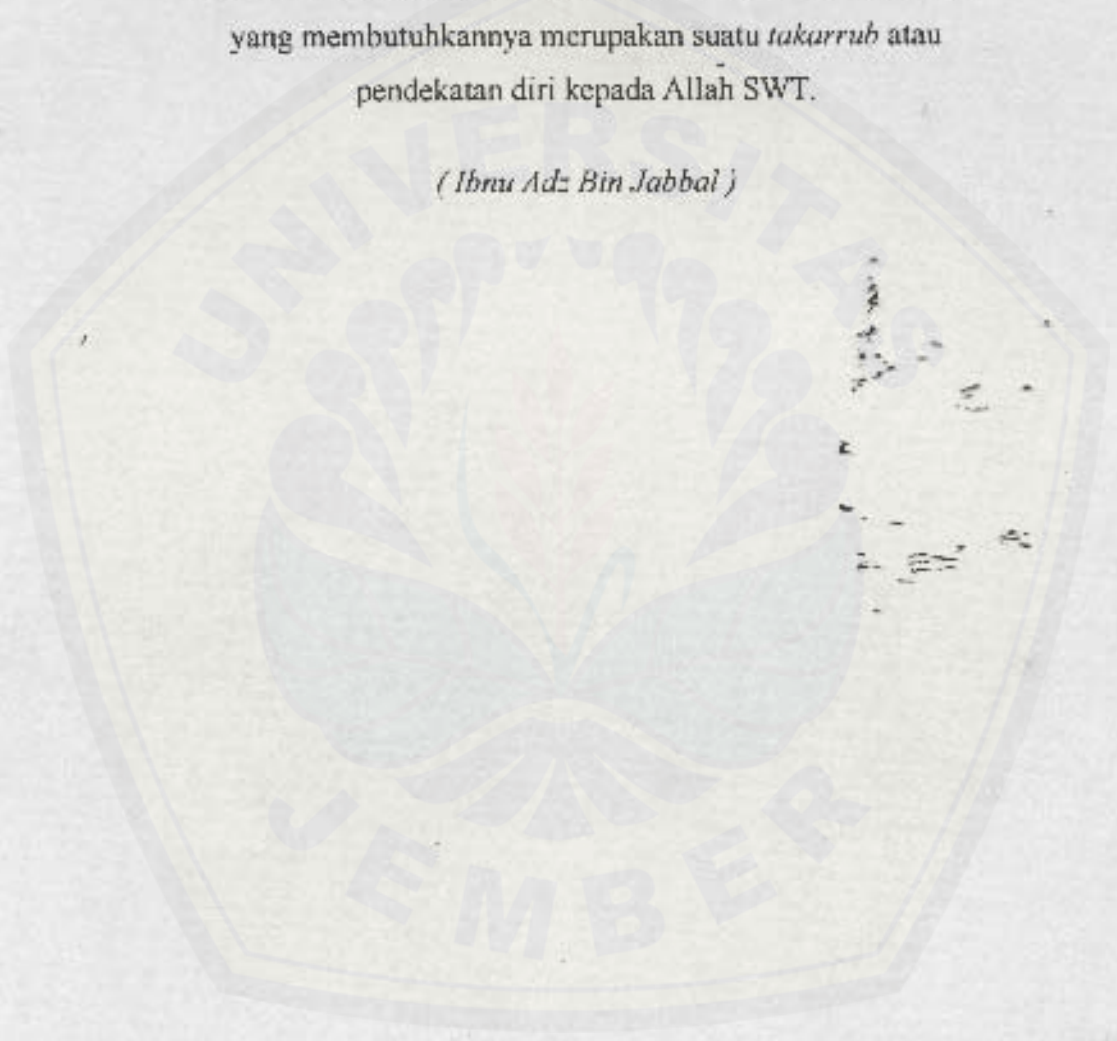 yang membutuhkannya merupakan suatu takarrub atau
pendekatan diri kepada Allah SWT.
( Ibnu Adz Bin Jabbal )
UNIVERSITAS
JEMBER